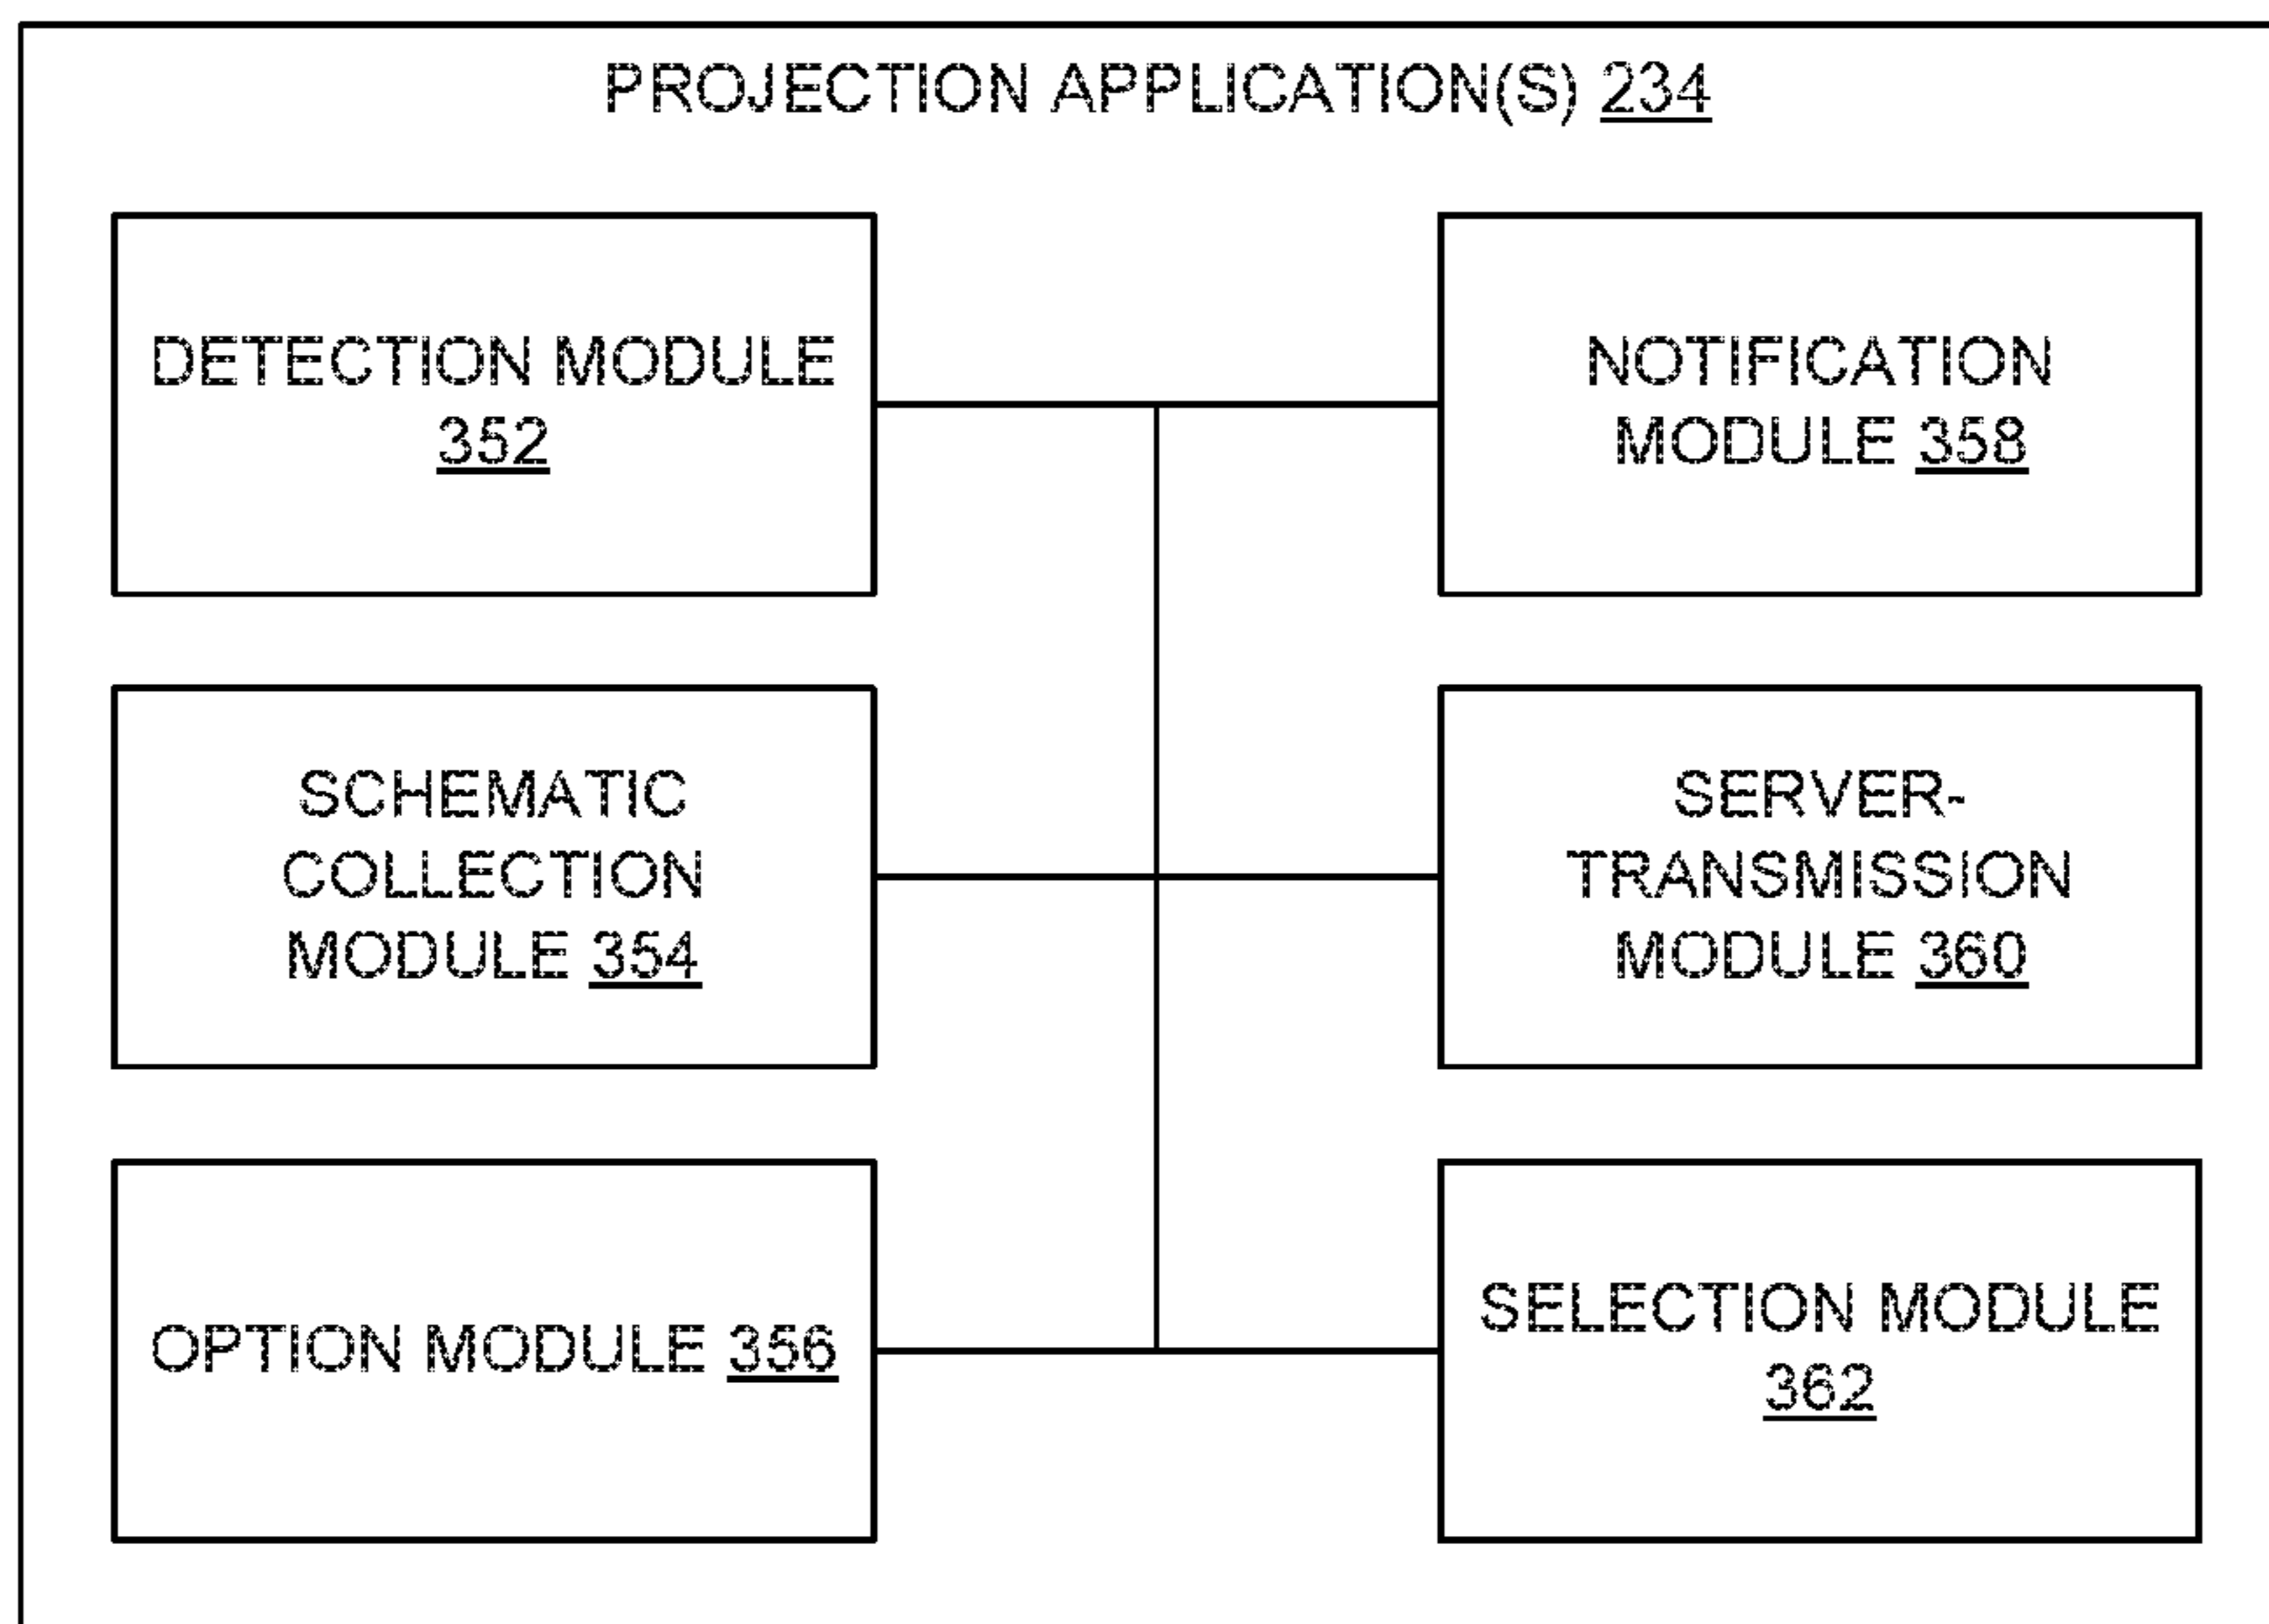 PROJECTION APPLICATION(S) 234
DETECTION MODULE
352
NOTIFICATION
MODULE 358
SCHEMATIC
COLLECTION
MODULE 354
SERVER-
TRANSMISSION
MODULE 360
OPTION MODULE 356
SELECTION MODULE
362